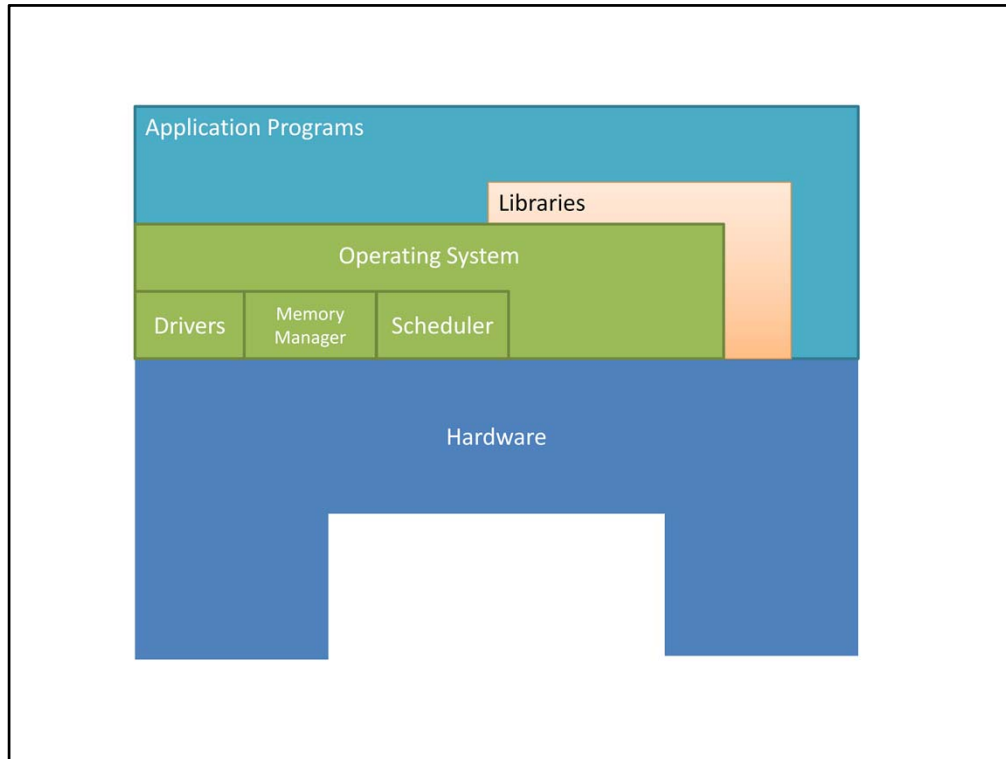 Application Programs
Libraries
Operating System
Drivers
Memory
Manager
Scheduler
Hardware